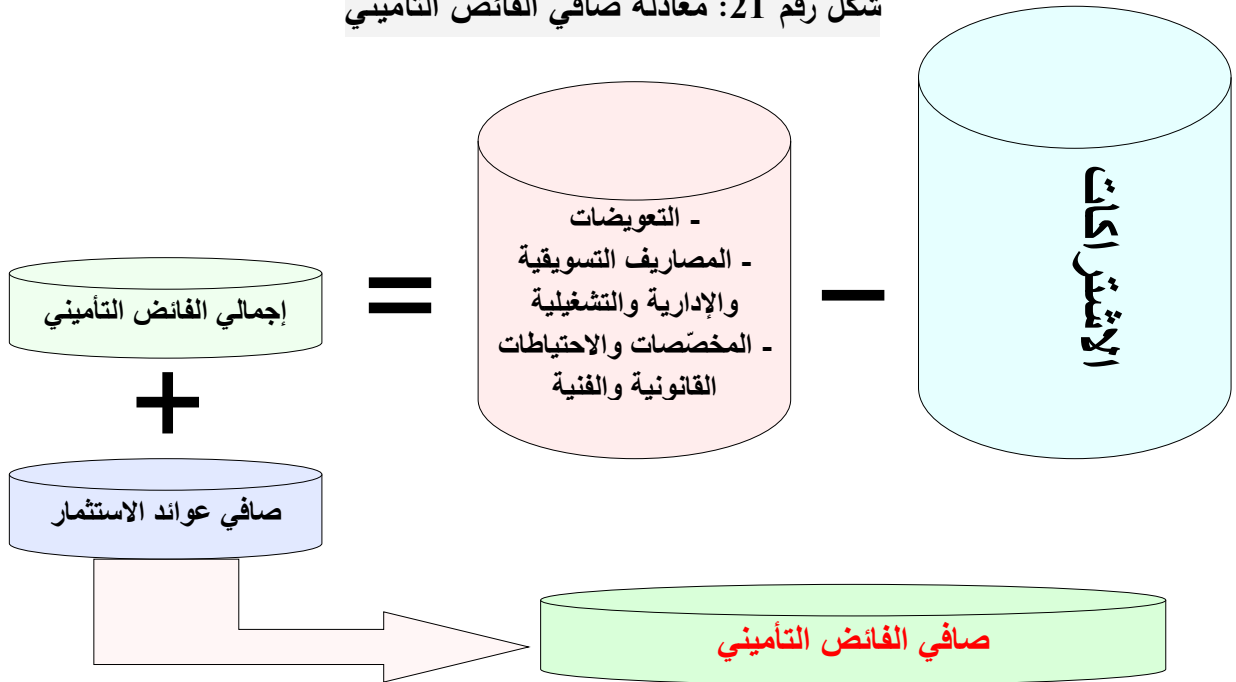 شكل رقم 21: معادلة صافي الفائض التأميني
الاشتراكات
-
- التعويضات
- المصاريف التسويقية
والإدارية والتشغيلية
- المخصّصات والاحتياطات
القانونية والفنية
=
إجمالي الفائض التأميني
+
صافي عوائد الاستثمار
صافي الفائض التأميني